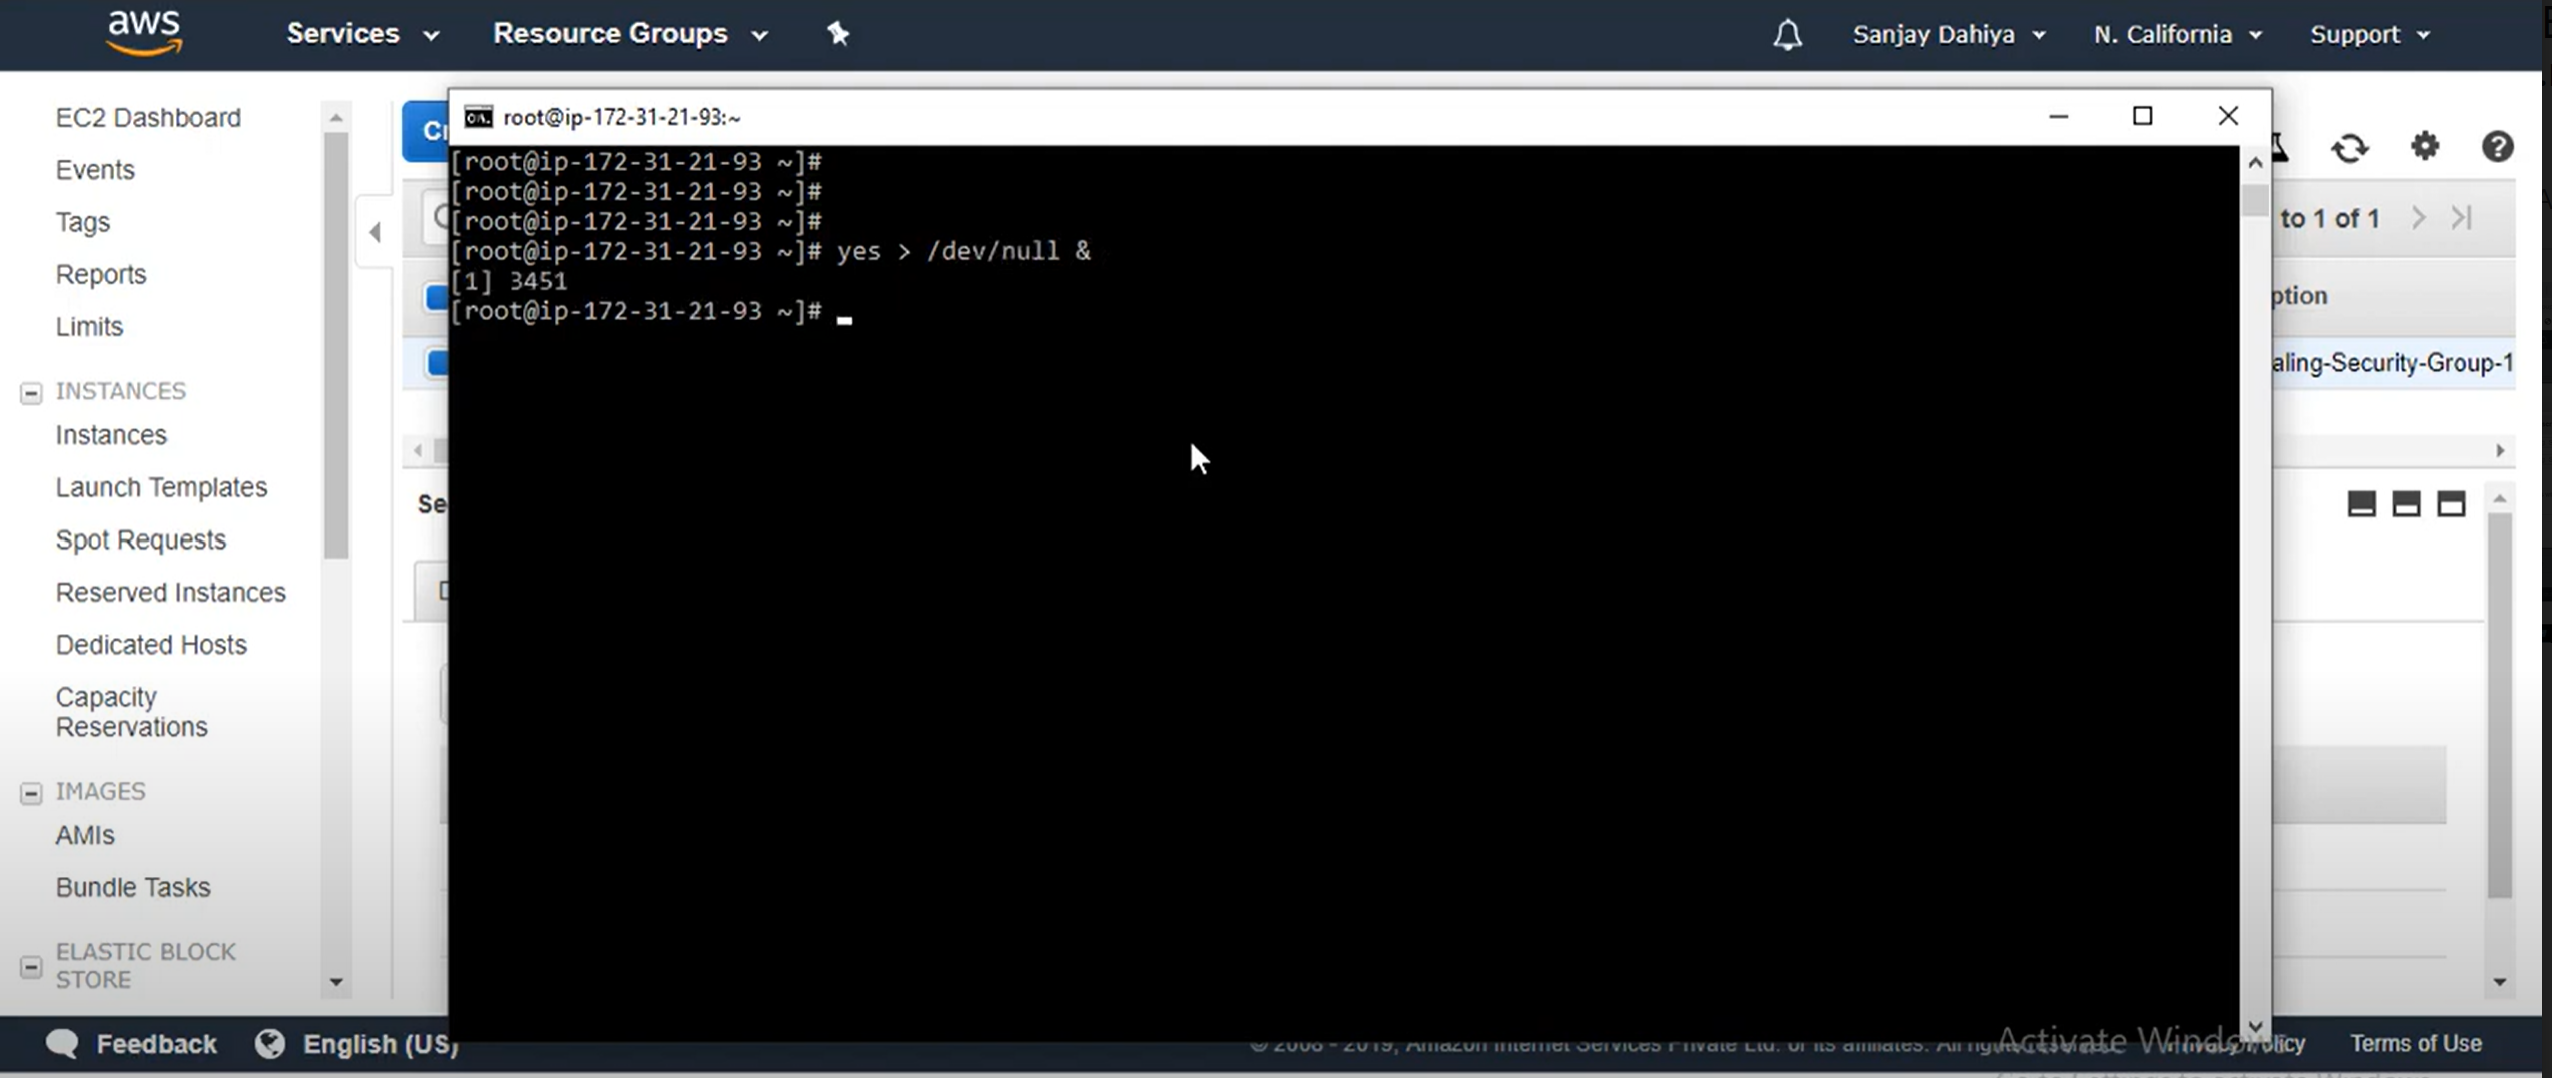 aws
Services
Resource Groups
Sanjay Dahiya
N. California
Support
EC2 Dashboard
Events
Tags
Reports
Limits
INSTANCES
Instances
Launch Templates
Spot Requests
Reserved Instances
Dedicated Hosts
Capacity
Reservations
IMAGES
AMIs
Bundle Tasks
ELASTIC BLOCK
STORE
Cr
root@ip-172-31-21-93:~
[root@ip-172-31-21-93 ~]#
[root@ip-172-31-21-93 ~]#
[root@ip-172-31-21-93 ~]#
[root@ip-172-31-21-93 ~]# yes > /dev/null &
[1] 3451
[root@ip-172-31-21-93 ~]#
to 1 of 1
ption
aling-Security-Group-1
Se
Feedback
English (US)
© 2008 - 2019, Amazon Internet Services Private Ltd. or its affiliates. All rights
Activate Windows
Terms of Use